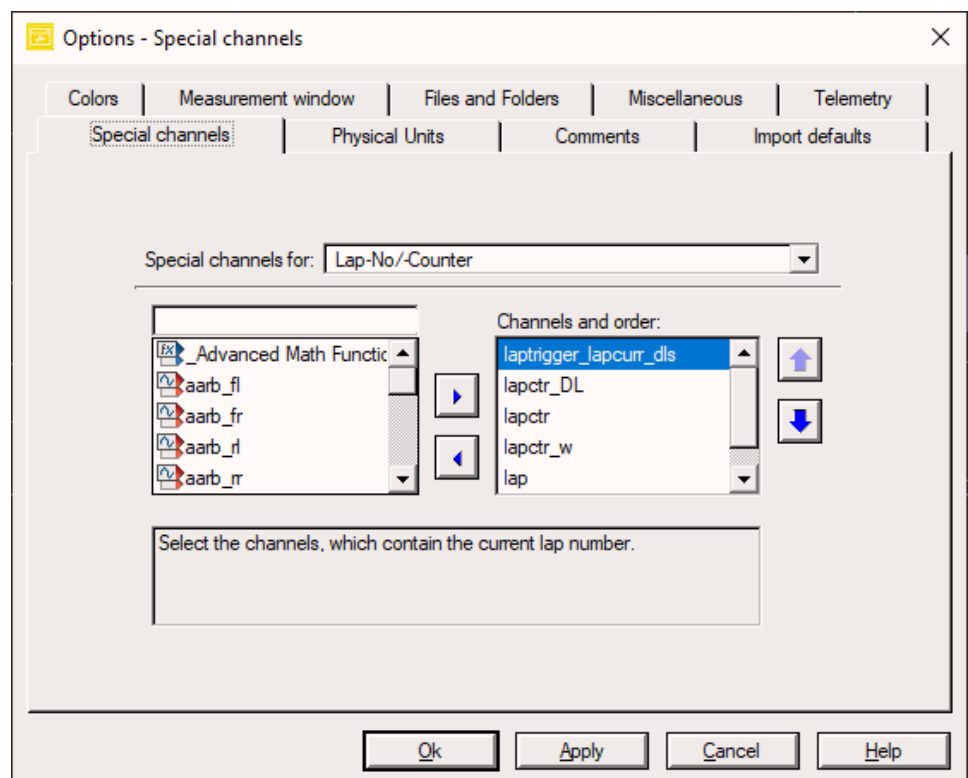 Options - Special channels
Colors
Measurement window
Files and Folders
Miscellaneous
Telemetry
Special channels
Physical Units
Comments
Import defaults
Special channels for: Lap-No/-Counter
Channels and order:
_Advanced Math Functic
aarb_fl
aarb_fr
aarb_rl
aarb_rr
laptrigger_lapcurr_dls
lapctr_DL
lapctr
lapctr_w
lap
Select the channels, which contain the current lap number.
Ok
Apply
Cancel
Help